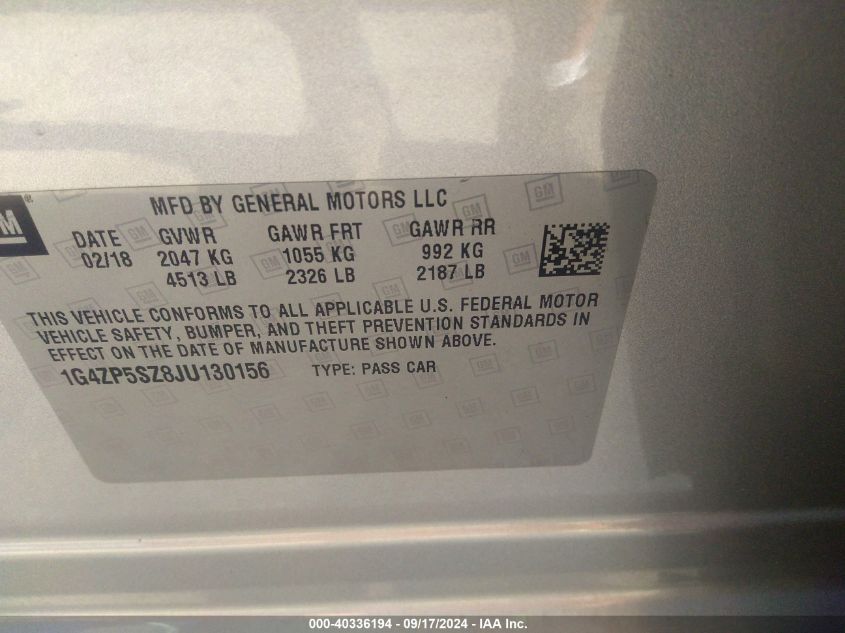 GM®
MFD BY GENERAL MOTORS LLC
DATE GVWR GAWR FRT GAWR RR
02/18 2047 KG 1055 KG 992 KG
4513 LB 2326 LB 2187 LB
THIS VEHICLE CONFORMS TO ALL APPLICABLE U.S. FEDERAL MOTOR
VEHICLE SAFETY, BUMPER, AND THEFT PREVENTION STANDARDS IN
EFFECT ON THE DATE OF MANUFACTURE SHOWN ABOVE.
1G4ZP5SZ8JU130156 TYPE: PASS CAR
000-40336194 - 09/17/2024 - IAA Inc.